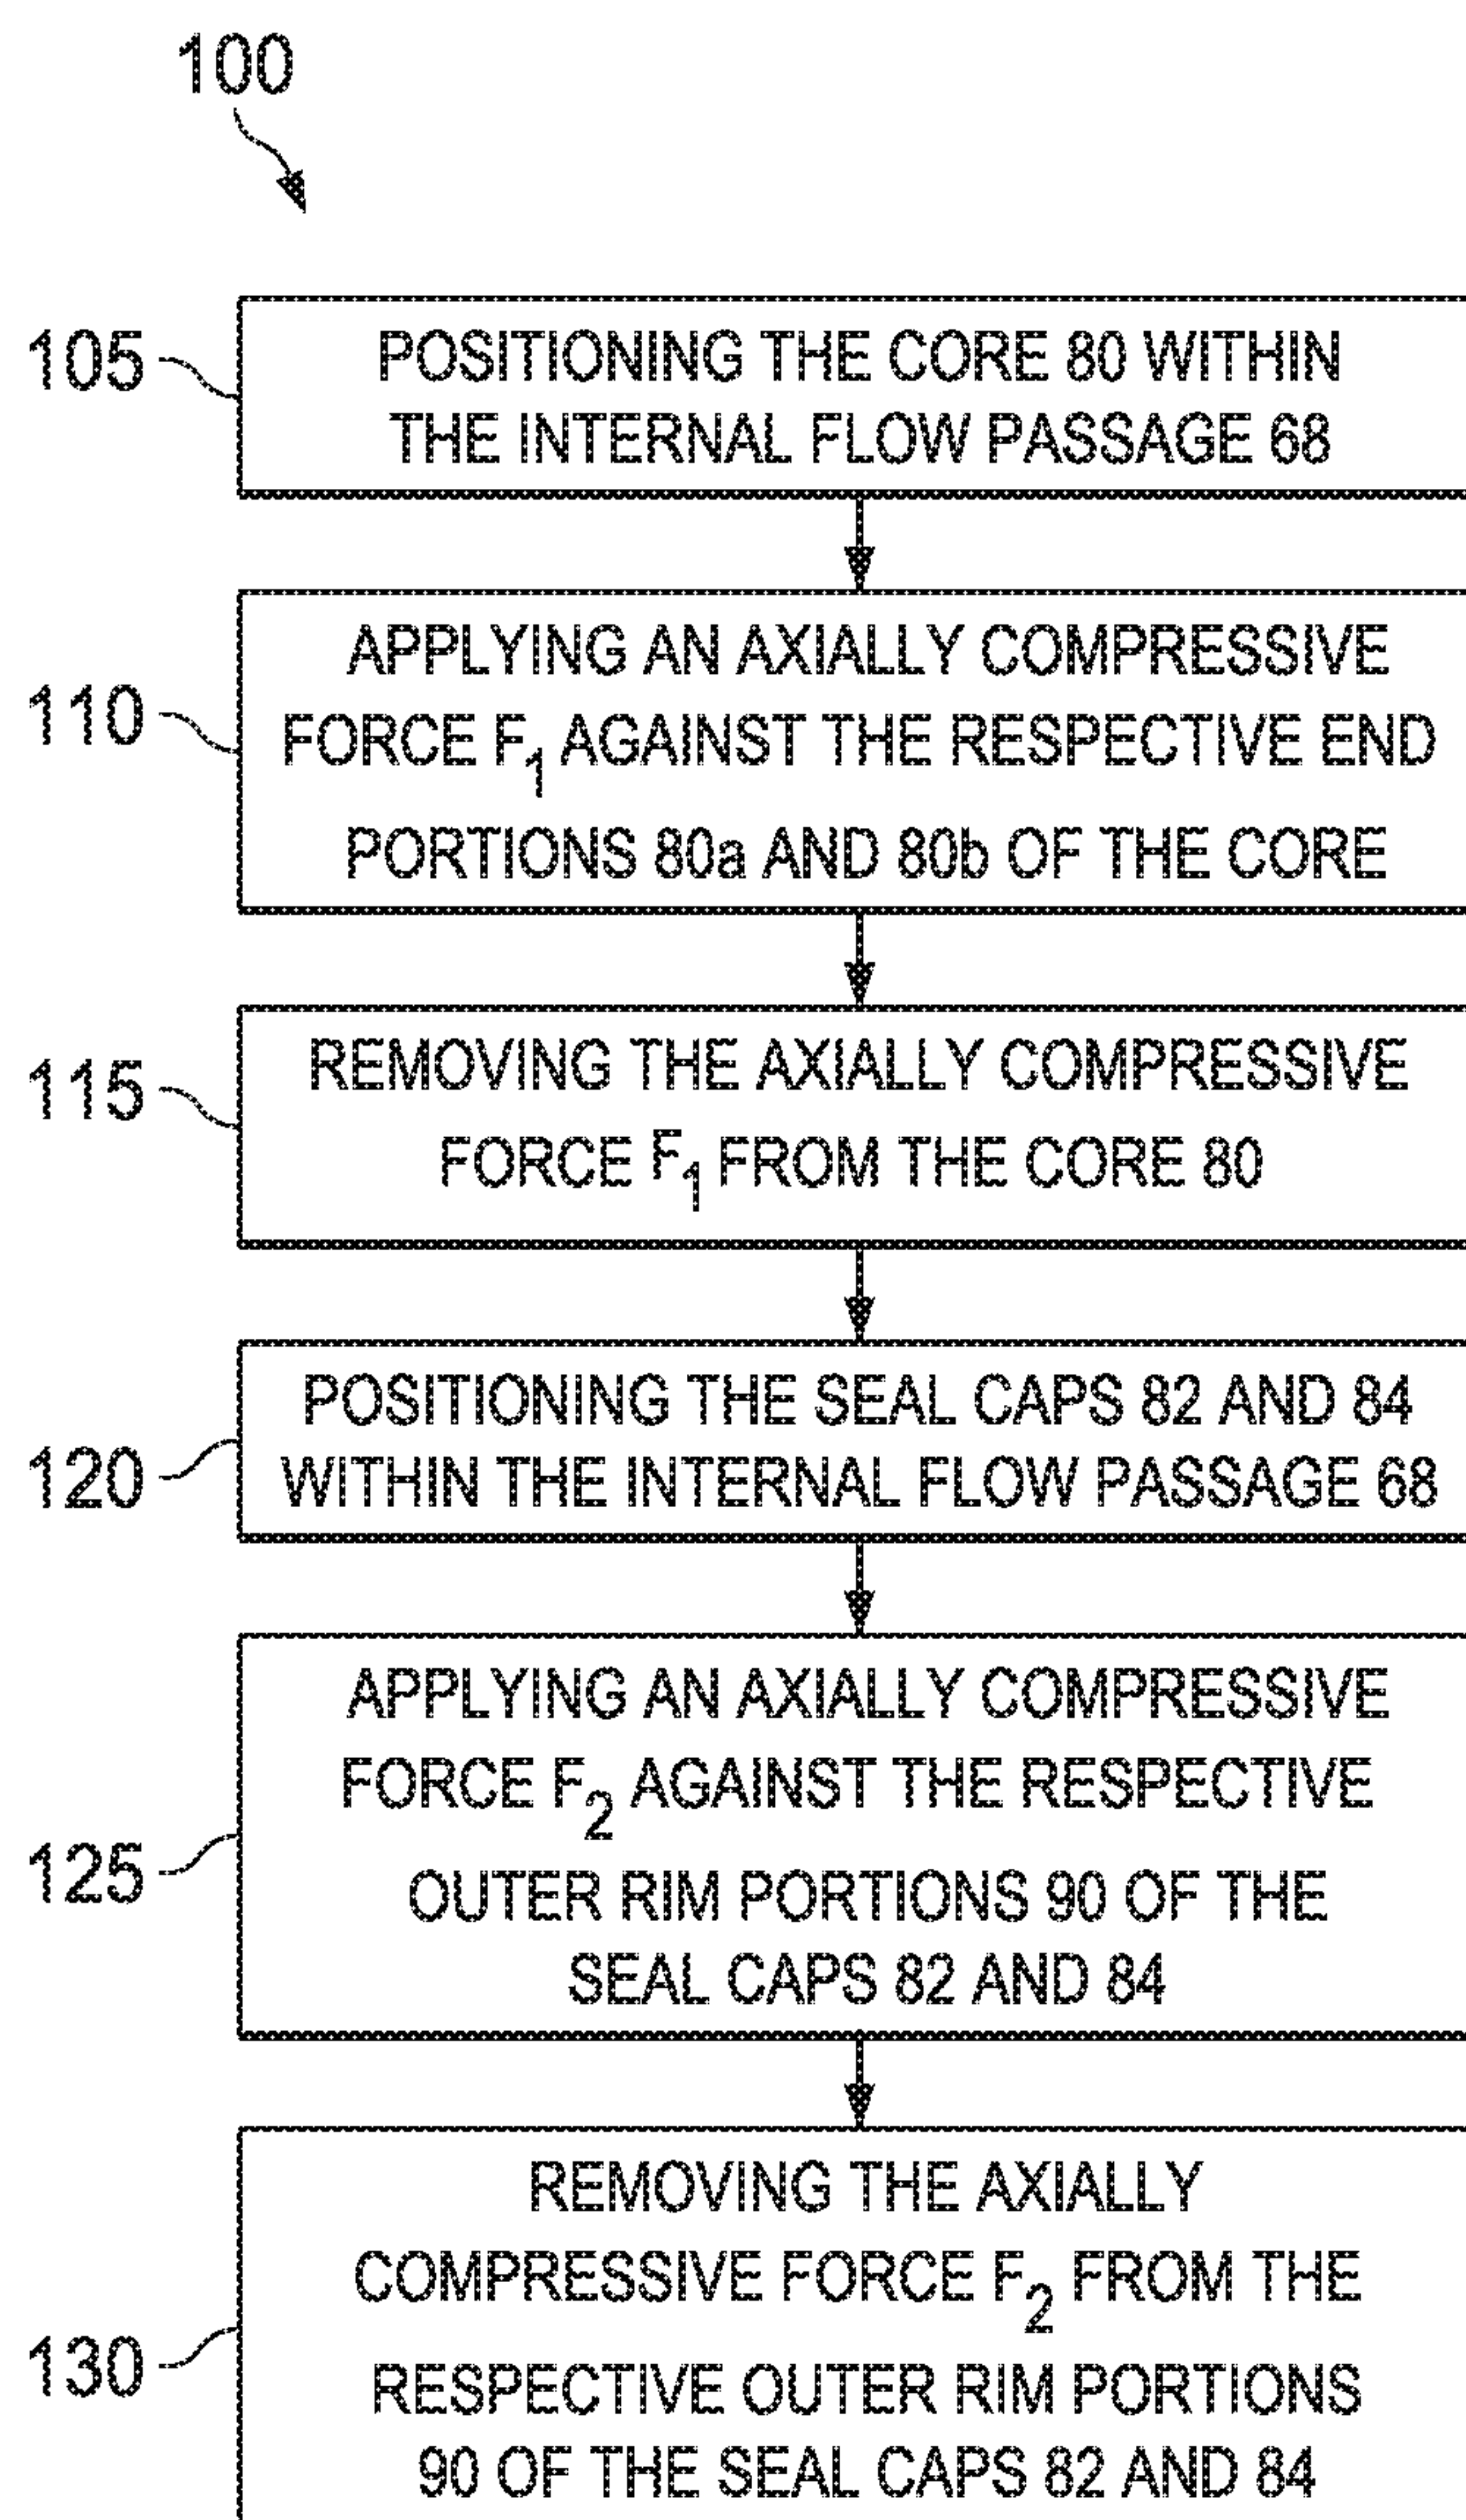 100
105
POSITIONING THE CORE 80 WITHIN
THE INTERNAL FLOW PASSAGE 68
110
APPLYING AN AXIALLY COMPRESSIVE
FORCE F1 AGAINST THE RESPECTIVE END
PORTIONS 80a AND 80b OF THE CORE
115
REMOVING THE AXIALLY COMPRESSIVE
FORCE F1 FROM THE CORE 80
120
POSITIONING THE SEAL CAPS 82 AND 84
WITHIN THE INTERNAL FLOW PASSAGE 68
125
APPLYING AN AXIALLY COMPRESSIVE
FORCE F2 AGAINST THE RESPECTIVE
OUTER RIM PORTIONS 90 OF THE
SEAL CAPS 82 AND 84
130
REMOVING THE AXIALLY
COMPRESSIVE FORCE F2 FROM THE
RESPECTIVE OUTER RIM PORTIONS
90 OF THE SEAL CAPS 82 AND 84